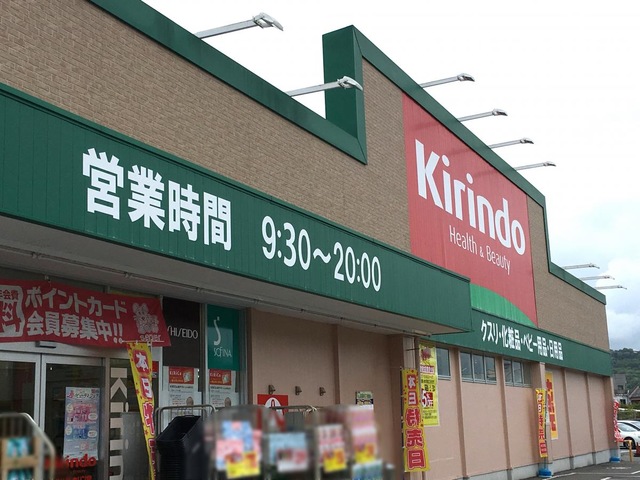 Kirindo
Health & Beauty
営業時間 9:30~20:00
クスリ・化粧品・ベビー用品・日用品
ポイントカード
会員募集中!!
SHISEIDO
SOFINA
本日特売日
Kirindo